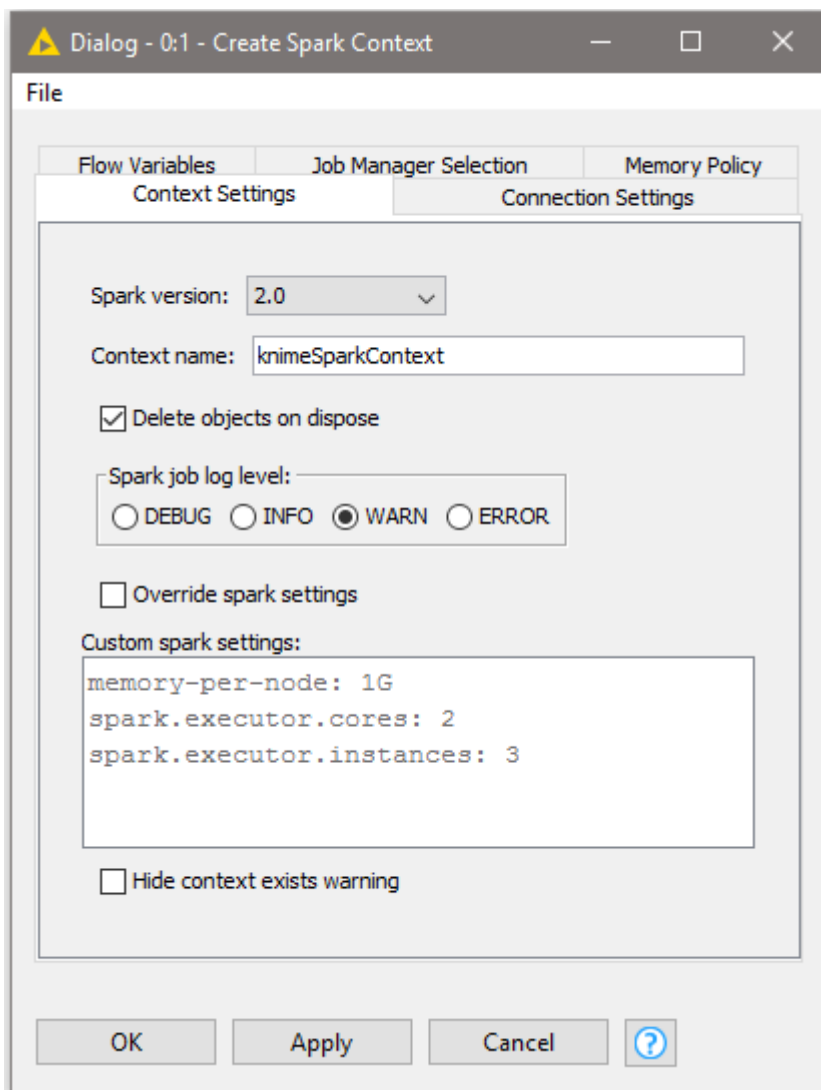 Dialog - 0:1 - Create Spark Context
File
Flow Variables Job Manager Selection Memory Policy
Context Settings Connection Settings
Spark version: 2.0
Context name: knimeSparkContext
Delete objects on dispose
Spark job log level:
DEBUG INFO WARN ERROR
Override spark settings
Custom spark settings:
memory-per-node: 1G
spark.executor.cores: 2
spark.executor.instances: 3
Hide context exists warning
OK Apply Cancel ?